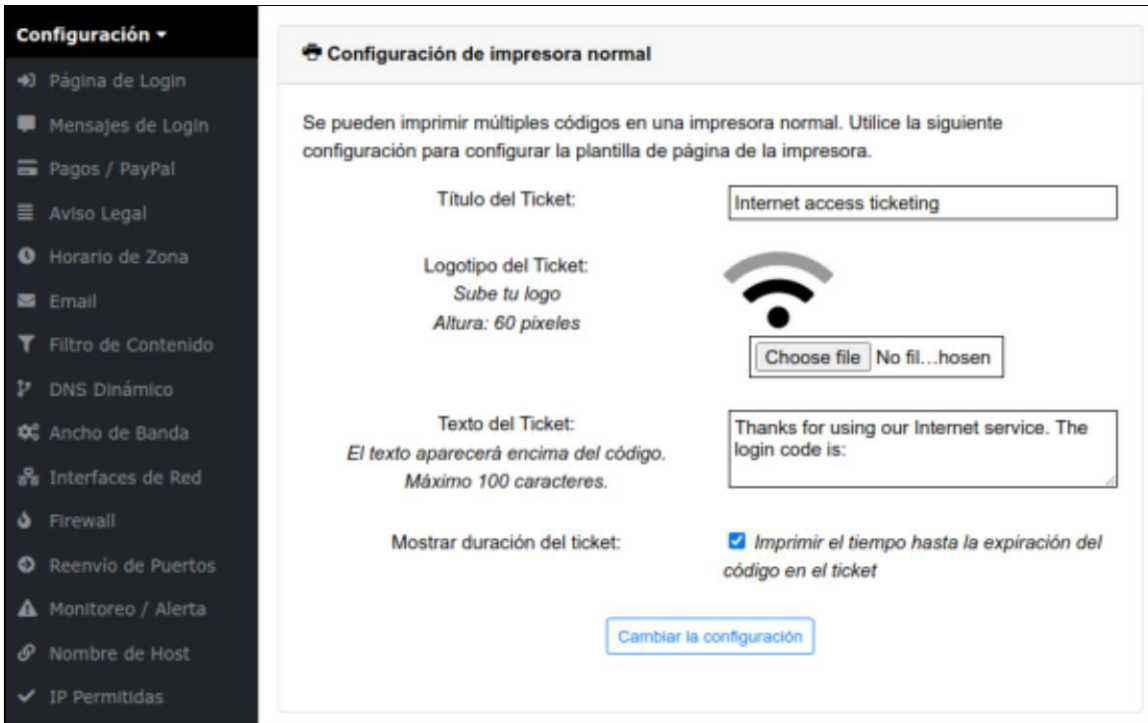 Configuración
Página de Login
Mensajes de Login
Pagos / PayPal
Aviso Legal
Horario de Zona
Email
Filtro de Contenido
DNS Dinámico
Ancho de Banda
Interfaces de Red
Firewall
Reenvío de Puertos
Monitoreo / Alerta
Nombre de Host
IP Permitidas
Configuración de impresora normal
Se pueden imprimir múltiples códigos en una impresora normal. Utilice la siguiente
configuración para configurar la plantilla de página de la impresora.
Título del Ticket:
Internet access ticketing
Logotipo del Ticket:
Sube tu logo
Altura: 60 pixeles
Choose file No fil…hosen
Texto del Ticket:
El texto aparecerá encima del código.
Máximo 100 caracteres.
Thanks for using our Internet service. The
login code is:
Mostrar duración del ticket:
Imprimir el tiempo hasta la expiración del
código en el ticket
Cambiar la configuración